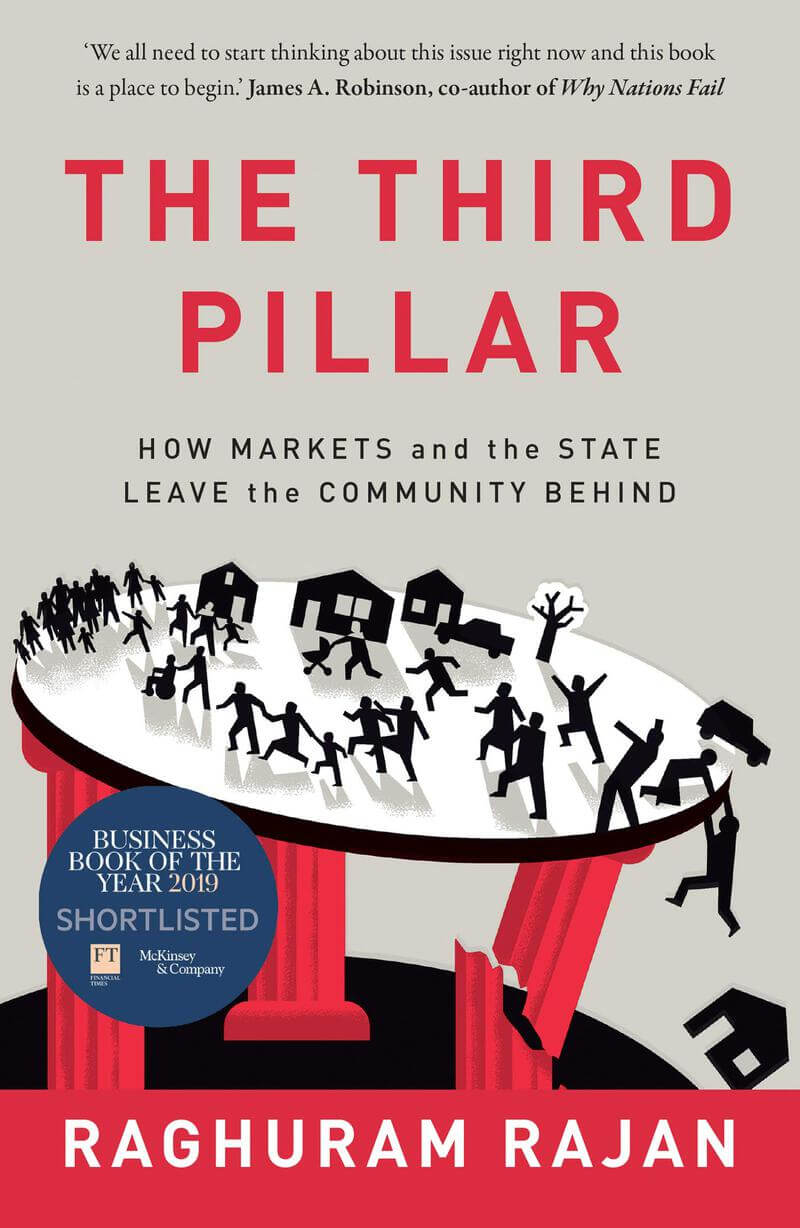 ‘We all need to start thinking about this issue right now and this book
is a place to begin.’ James A. Robinson, co-author of Why Nations Fail
THE THIRD
PILLAR
HOW MARKETS and the STATE
LEAVE the COMMUNITY BEHIND
BUSINESS
BOOK OF THE
YEAR 2019
SHORTLISTED
FT
FINANCIAL
TIMES
McKinsey
& Company
RAGHURAM RAJAN